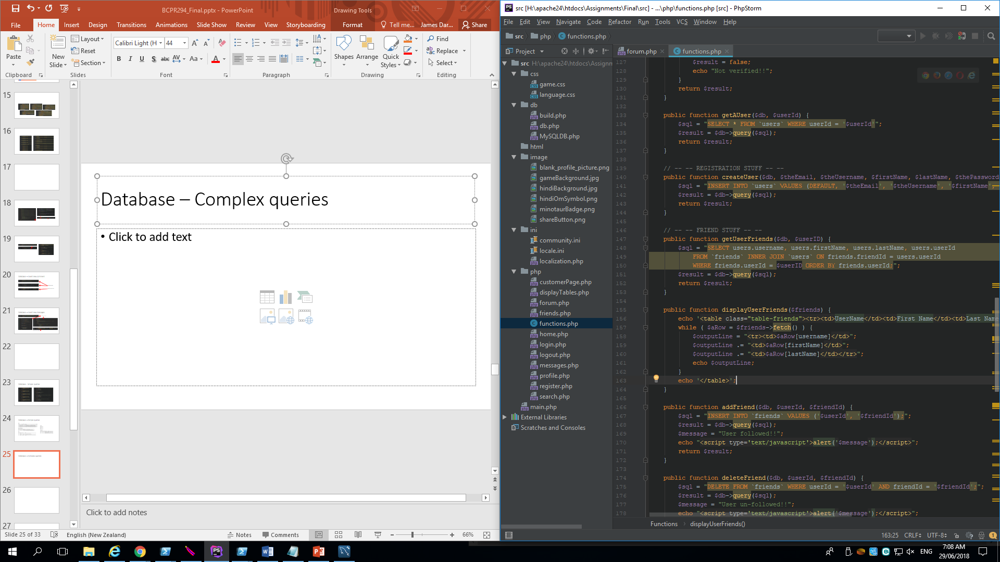 BCPR294_Final.pptx - PowerPoint
Drawing Tools
File
Home
Insert
Design
Transitions
Animations
Slide Show
Review
View
Storyboarding
Format
Tell me...
James Dar...
Share
Paste
New
Slide
Layout
Reset
Section
Calibri Light (H
44
Shapes
Arrange
Quick
Styles
Find
Replace
Select
Clipboard
Slides
Font
Paragraph
Drawing
Editing
15
16
17
18
19
20
21
22
23
24
25
26
27
Database – Complex queries
• Click to add text
Click to add notes
Slide 25 of 33
English (New Zealand)
Notes
Comments
66%
src [H:\apache24\htdocs\Assignments\Final\src] - ...\php\functions.php [src] - PhpStorm
File Edit View Navigate Code Refactor Run Tools VCS Window Help
src
php
functions.php
Project
forum.php
functions.php
src H:\apache24\htdocs\Assignm
css
game.css
language.css
db
build.php
db.php
MySQLDB.php
html
image
blank_profile_picture.png
gameBackground.jpg
hindiBackground.jpg
hindiOmSymbol.png
minotaurBadge.png
shareButton.png
ini
community.ini
locale.ini
localization.php
php
customerPage.php
displayTables.php
forum.php
friends.php
functions.php
home.php
login.php
logout.php
messages.php
profile.php
register.php
search.php
main.php
External Libraries
Scratches and Consoles
127 $result = false;
128 echo "Not verified!!";
129 }
130 return $result;
131 }
132
133 public function getAUser($db, $userId) {
134 $sql = "SELECT * FROM `users` WHERE userId = '$userId'";
135 $result = $db->query($sql);
136 return $result;
137 }
138
139 // -- -- REGISTRATION STUFF -- --
140 public function createUser($db, $theEmail, $theUsername, $firstName, $lastName, $thePassword
141 $sql = "INSERT INTO `users` VALUES (DEFAULT, '$theEmail', '$theUsername', '$firstName',
142 $result = $db->query($sql);
143 return $result;
144 }
145
146 // -- -- FRIEND STUFF -- --
147 public function getUserFriends($db, $userID) {
148 $sql = "SELECT users.username, users.firstName, users.lastName, users.userId
149 FROM `friends` INNER JOIN `users` ON friends.friendId = users.userId
150 WHERE friends.userId = $userID ORDER BY friends.userId;";
151 $result = $db->query($sql);
152 return $result;
153 }
154
155 public function displayUserFriends($friends) {
156 echo '<table class="table-friends"><tr><td>UserName</td><td>First Name</td><td>Last Name
157 while ( $aRow = $friends->fetch() ) {
158 $outputLine = "<tr><td>$aRow[username]</td>";
159 $outputLine .= "<td>$aRow[firstName]</td>";
160 $outputLine .= "<td>$aRow[lastName]</td></tr>";
161 echo $outputLine;
162 }
163 echo '</table>';
164 }
165
166 public function addFriend($db, $userId, $friendId) {
167 $sql = "INSERT INTO `friends` VALUES ('$userId', '$friendId');";
168 $result = $db->query($sql);
169 $message = "User followed!!";
170 echo "<script type='text/javascript'>alert('$message');</script>";
171 return $result;
172 }
173
174 public function deleteFriend($db, $userId, $friendId) {
175 $sql = "DELETE FROM `friends` WHERE userId = '$userId' AND friendId = '$friendId';";
176 $result = $db->query($sql);
177 $message = "User un-followed!!";
178 echo "<script type='text/javascript'>alert('$message');</script>";
Functions
displayUserFriends()
163:25
CRLF
UTF-8
1
ENG
7:08 AM
29/06/2018